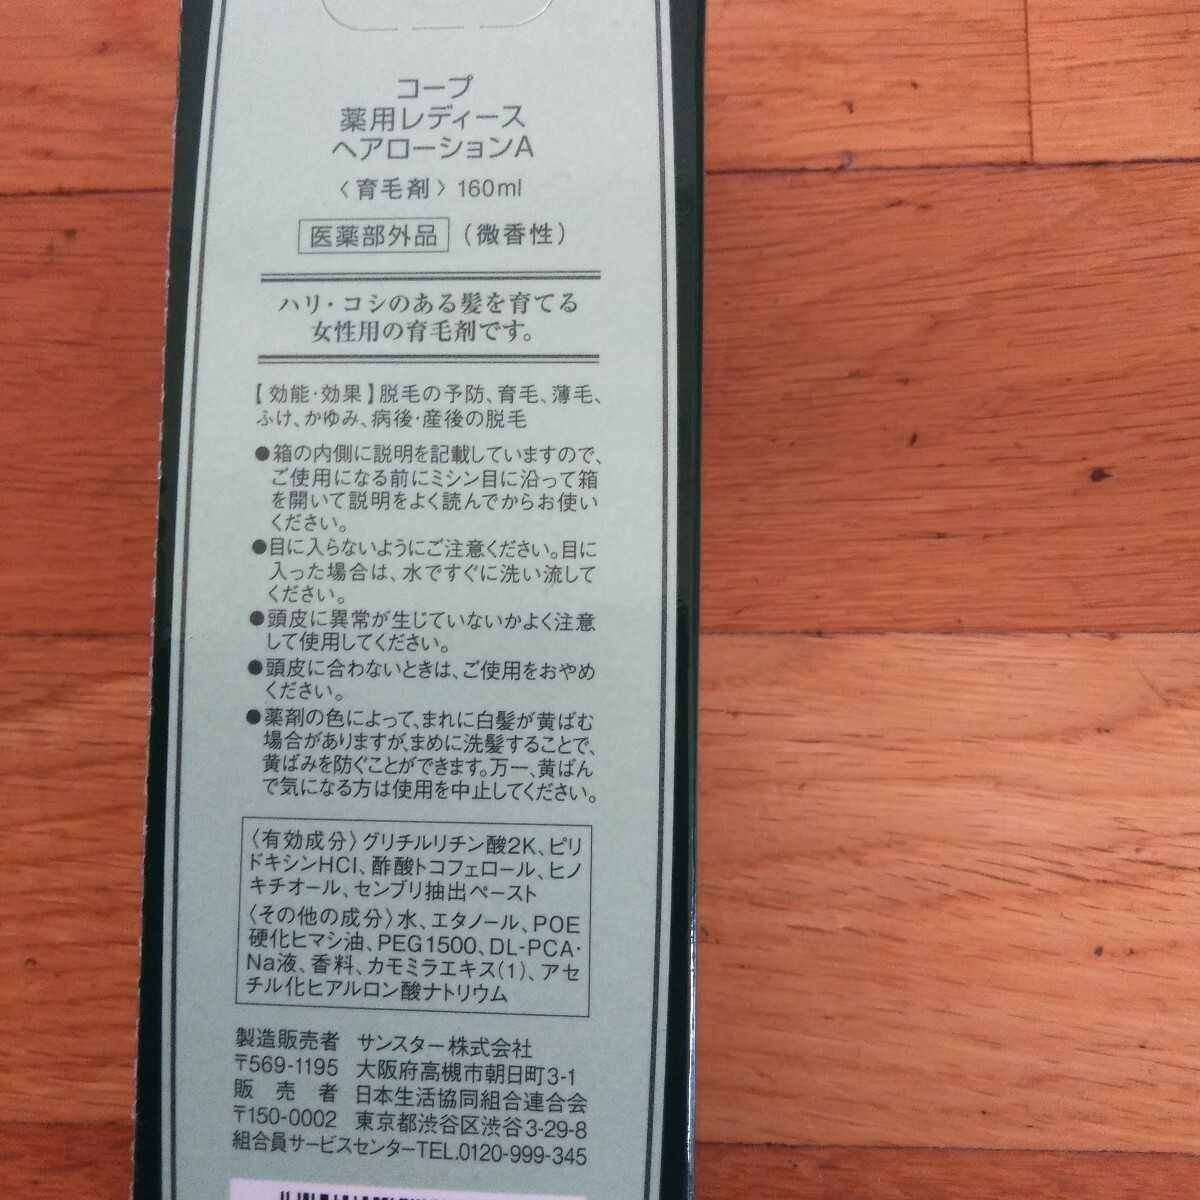 コープ
薬用レディース
ヘアローションA
〈育毛剤〉160ml
医薬部外品（微香性）
ハリ・コシのある髪を育てる
女性用の育毛剤です。
【効能・効果】脱毛の予防、育毛、薄毛、
ふけ、かゆみ、病後・産後の脱毛
●箱の内側に説明を記載していますので、
ご使用になる前にミシン目に沿って箱
を開いて説明をよく読んでからお使い
ください。
●目に入らないようにご注意ください。目に
入った場合は、水ですぐに洗い流して
ください。
●頭皮に異常が生じていないかよく注意
して使用してください。
●頭皮に合わないときは、ご使用をおやめ
ください。
●薬剤の色によって、まれに白髪が黄ばむ
場合がありますが、まめに洗髪することで、
黄ばみを防ぐことができます。万一、黄ばん
で気になる方は使用を中止してください。
〈有効成分〉グリチルリチン酸2K、ピリ
ドキシンHCl、酢酸トコフェロール、ヒノ
キチオール、センブリ抽出ペースト
〈その他の成分〉水、エタノール、POE
硬化ヒマシ油、PEG1500、DL-PCA・
Na液、香料、カモミラエキス(1)、アセ
チル化ヒアルロン酸ナトリウム
製造販売者 サンスター株式会社
〒569-1195 大阪府高槻市朝日町3-1
販売者 日本生活協同組合連合会
〒150-0002 東京都渋谷区渋谷3-29-8
組合員サービスセンターTEL.0120-999-345